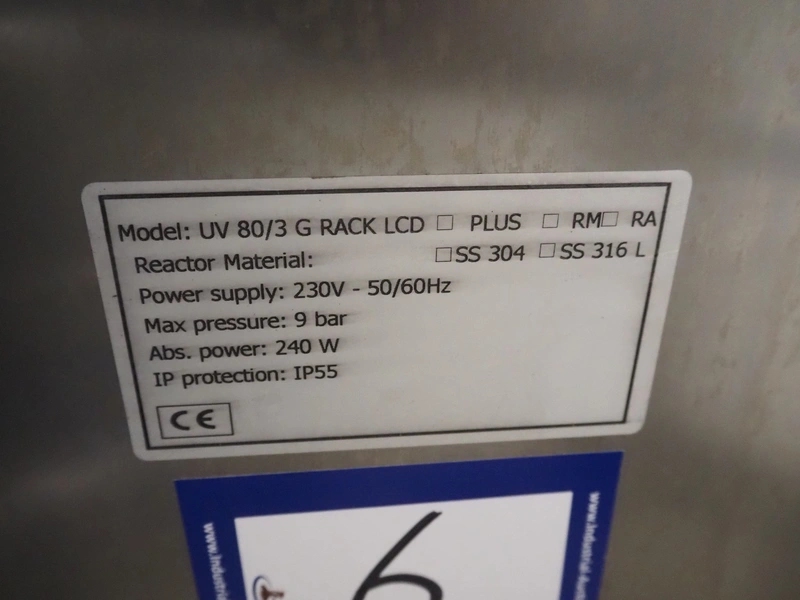 Model: UV 80/3 G RACK LCD □ PLUS □ RM□ RA
Reactor Material: □SS 304 □SS 316 L
Power supply: 230V - 50/60Hz
Max pressure: 9 bar
Abs. power: 240 W
IP protection: IP55
CE
6